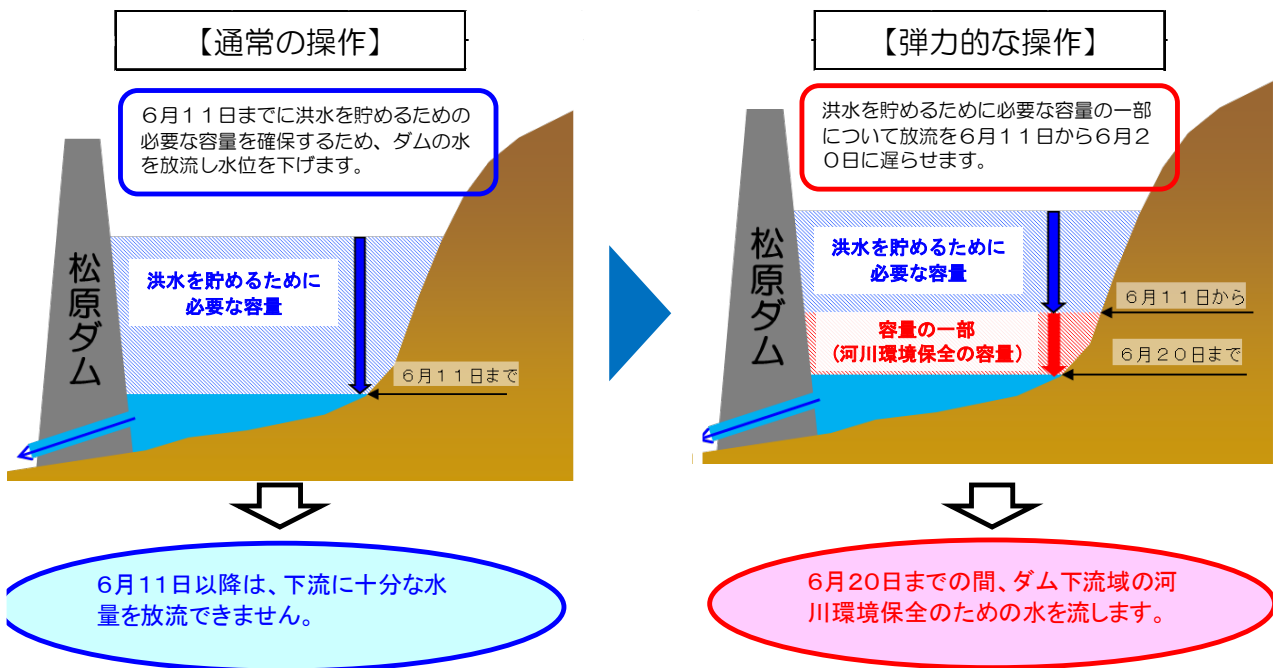 【通常の操作】
6月11日までに洪水を貯めるための
必要な容量を確保するため、ダムの水
を放流し水位を下げます。
松原ダム
洪水を貯めるために
必要な容量
6月11日まで
6月11日以降は、下流に十分な水
量を放流できません。
【弾力的な操作】
洪水を貯めるために必要な容量の一部
について放流を6月11日から6月2
0日に遅らせます。
松原ダム
洪水を貯めるために
必要な容量
6月11日から
容量の一部
(河川環境保全の容量)
6月20日まで
6月20日までの間、ダム下流域の河
川環境保全のための水を流します。